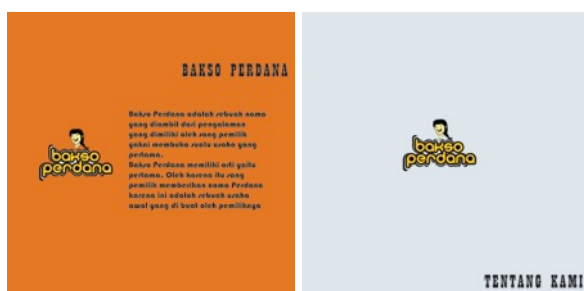 BAKSO PERDANA
bakso
perdana
Bakso Perdana adalah sebuah nama
yang diambil dari pengalaman
yang dimiliki oleh sang pemilik
yakni membuka suatu usaha yang
pertama.
Bakso Perdana memiliki arti yaitu
pertama. Oleh karena itu sang
pemilik memberikan nama Perdana
karena ini adalah sebuah usaha
awal yang di buat oleh pemiliknya
bakso
perdana
TENTANG KAMI